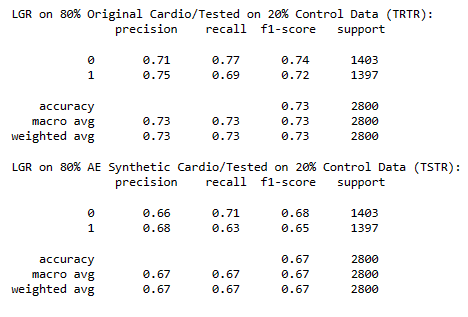 LGR on 80% Original Cardio/Tested on 20% Control Data (TRTR):
precision recall f1-score support
0 0.71 0.77 0.74 1403
1 0.75 0.69 0.72 1397
accuracy 0.73 2800
macro avg 0.73 0.73 0.73 2800
weighted avg 0.73 0.73 0.73 2800
LGR on 80% AE Synthetic Cardio/Tested on 20% Control Data (TSTR):
precision recall f1-score support
0 0.66 0.71 0.68 1403
1 0.68 0.63 0.65 1397
accuracy 0.67 2800
macro avg 0.67 0.67 0.67 2800
weighted avg 0.67 0.67 0.67 2800